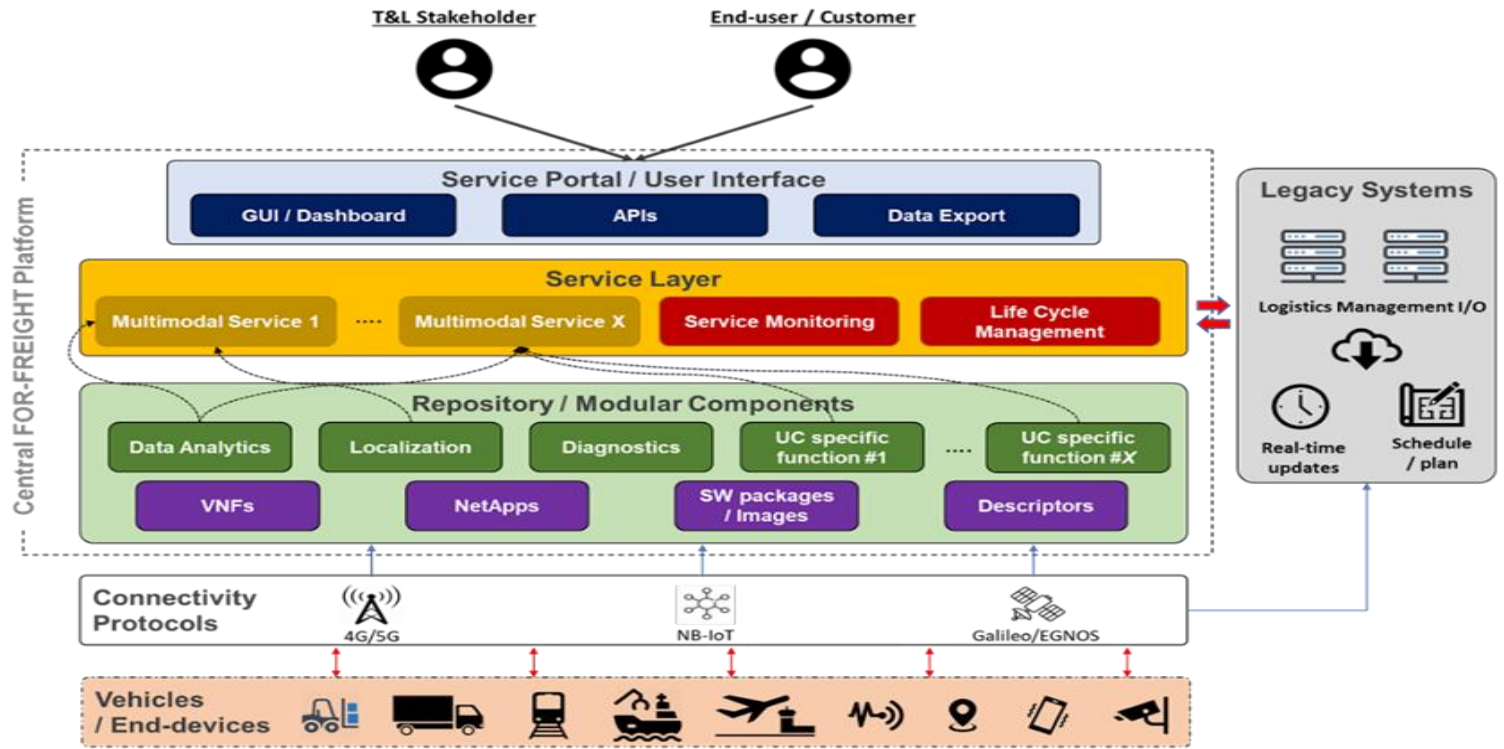 T&L Stakeholder
End-user / Customer
Central FOR-FREIGHT Platform
Service Portal / User Interface
GUI / Dashboard
APIs
Data Export
Service Layer
Multimodal Service 1
....
Multimodal Service X
Service Monitoring
Life Cycle
Management
Repository / Modular Components
Data Analytics
Localization
Diagnostics
UC specific
function #1
....
UC specific
function #X
VNFs
NetApps
SW packages
/ Images
Descriptors
Legacy Systems
Logistics Management I/O
Real-time
updates
Schedule
/ plan
Connectivity
Protocols
4G/5G
NB-IoT
Galileo/EGNOS
Vehicles
/ End-devices